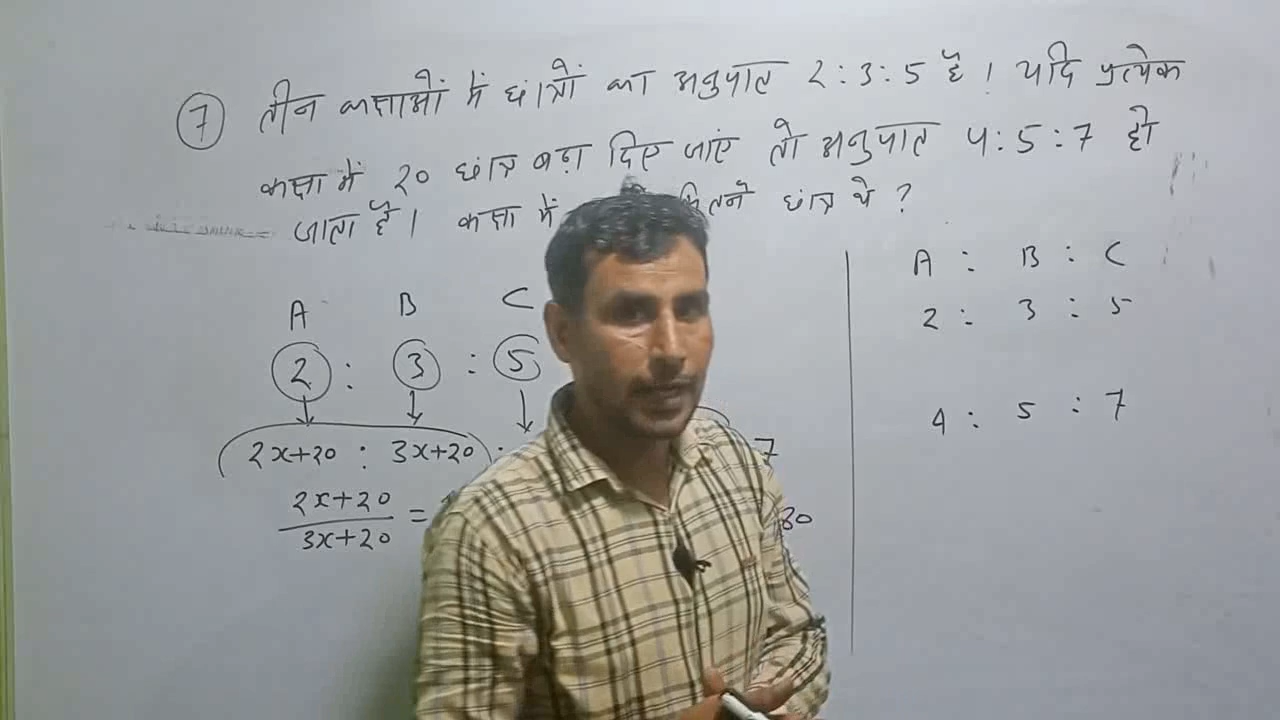 7 तीन कक्षाओं में छात्रों का अनुपात 2 : 3 : 5 है । यदि प्रत्येक
कक्षा में 20 छात्र बढ़ा दिए जाएं तो अनुपात 4 : 5 : 7 हो
जाता है । कक्षा में कितने छात्र थे ?
A B C
2 : 3 : 5
2x+20 : 3x+20 : 7
2x+20
3x+20 =
80
A : B : C
2 : 3 : 5
4 : 5 : 7